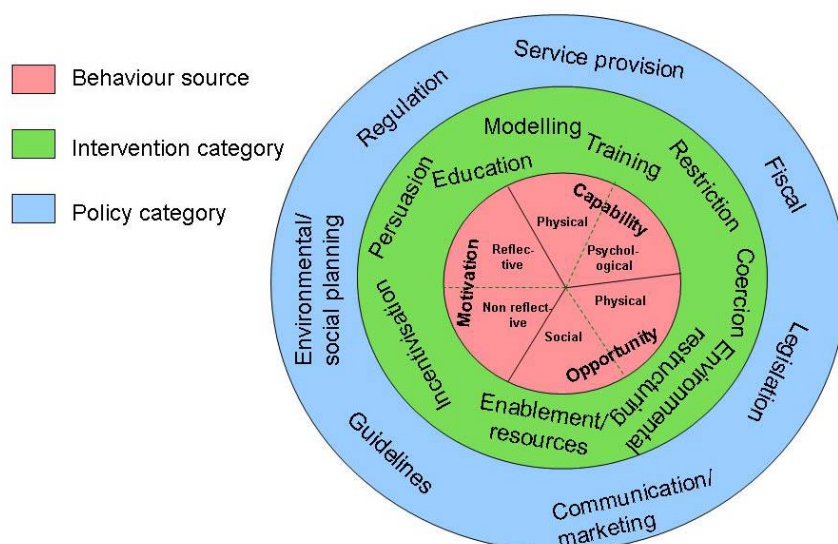 Behaviour source
Intervention category
Policy category
Service provision
Regulation
Fiscal
Environmental/
social planning
Legislation
Guidelines
Communication/
marketing
Modelling
Training
Education
Restriction
Persuasion
Coercion
Incentivisation
Environmental
restructuring
Enablement/
resources
Capability
Physical
Psychol-
ogical
Motivation
Reflec-
tive
Non reflect-
ive
Physical
Social
Opportunity